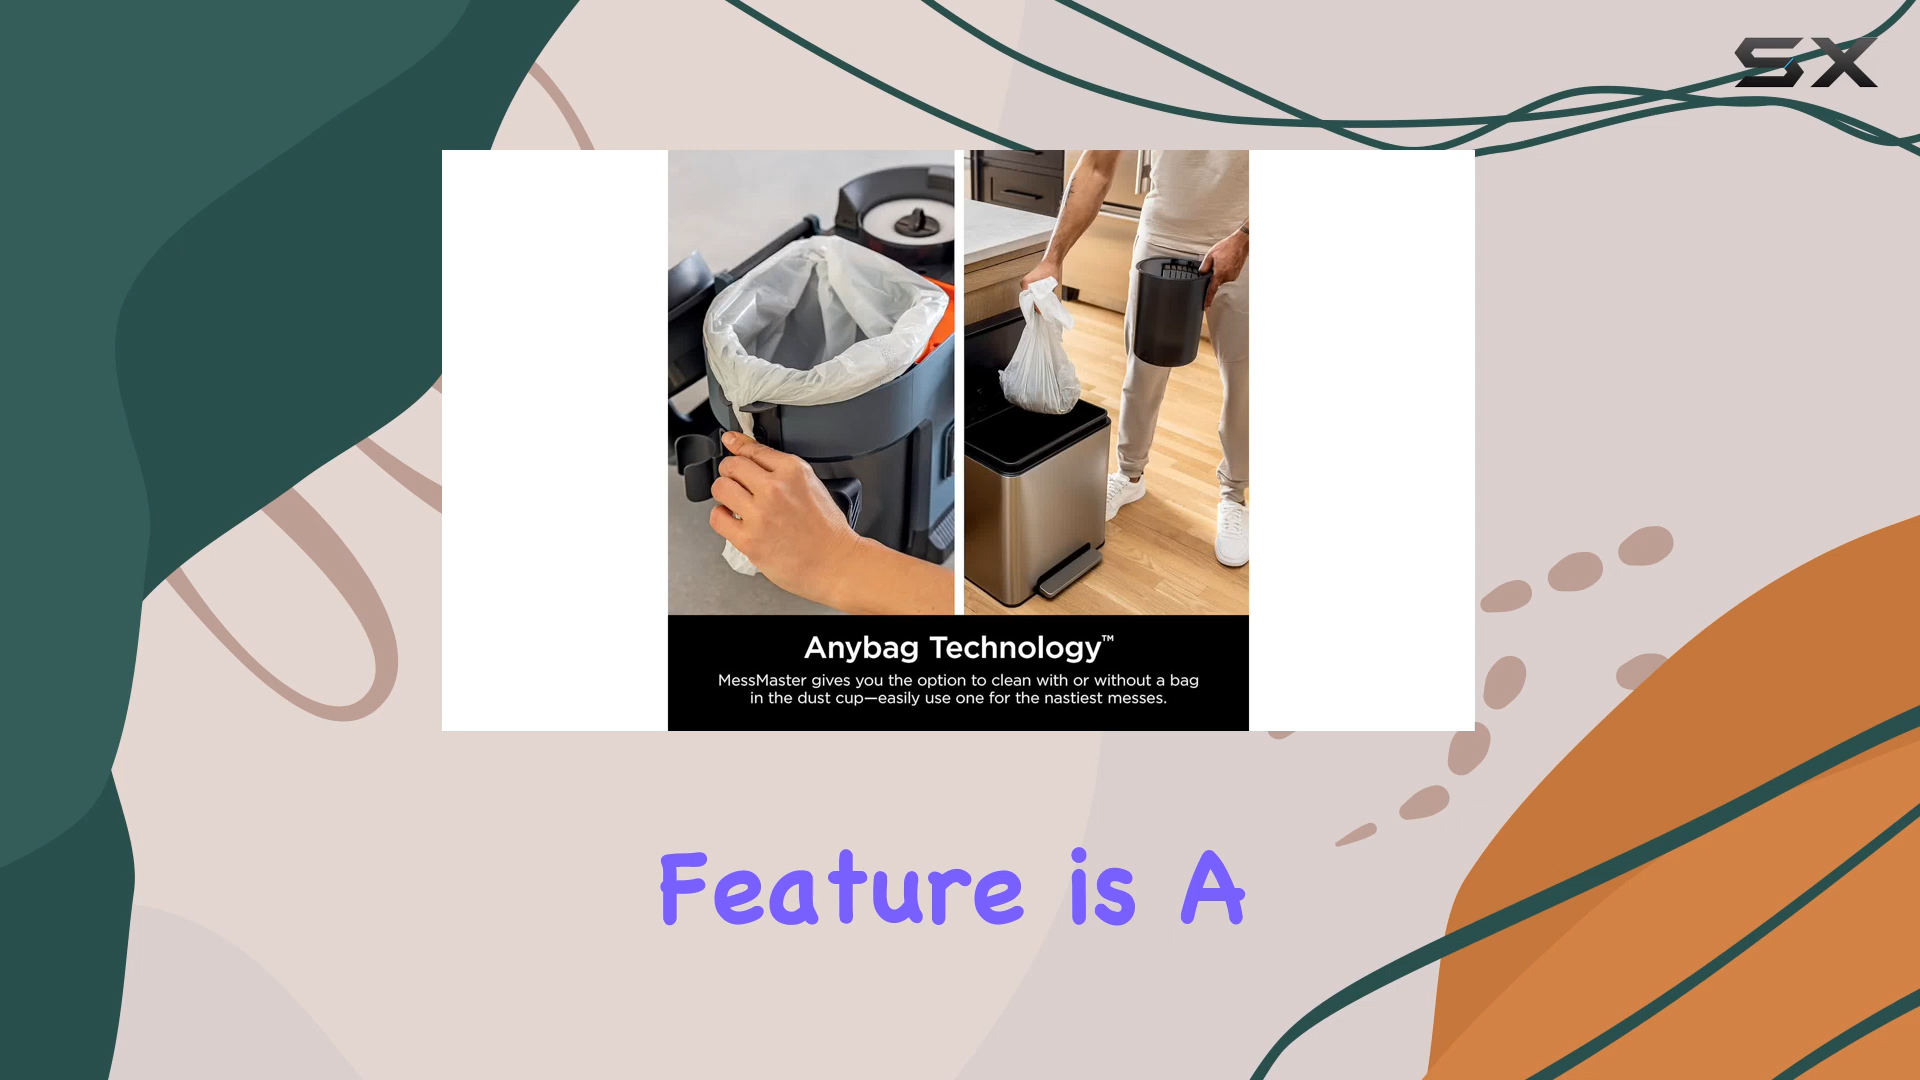 SX
Anybag Technology™
MessMaster gives you the option to clean with or without a bag
in the dust cup—easily use one for the nastiest messes.
Feature is A